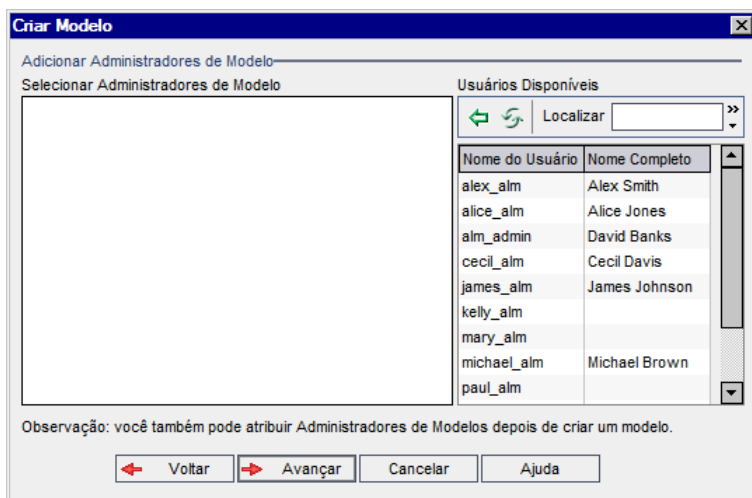 Criar Modelo
Adicionar Administradores de Modelo
Selecionar Administradores de Modelo
Usuários Disponíveis
Localizar
Nome do Usuário Nome Completo
alex_alm Alex Smith
alice_alm Alice Jones
alm_admin David Banks
cecil_alm Cecil Davis
james_alm James Johnson
kelly_alm
mary_alm
michael_alm Michael Brown
paul_alm
Observação: você também pode atribuir Administradores de Modelos depois de criar um modelo.
Voltar Avançar Cancelar Ajuda